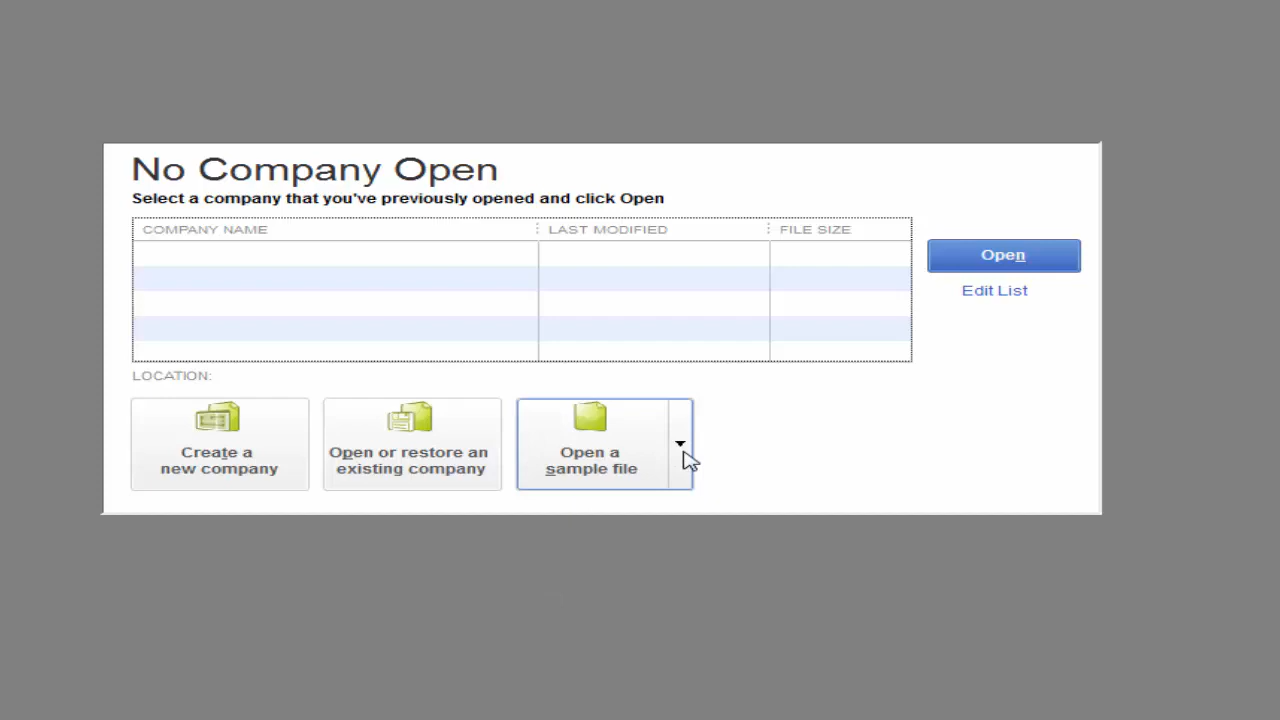 No Company Open
Select a company that you've previously opened and click Open
COMPANY NAME LAST MODIFIED FILE SIZE
Open
Edit List
LOCATION:
Create a
new company
Open or restore an
existing company
Open a
sample file